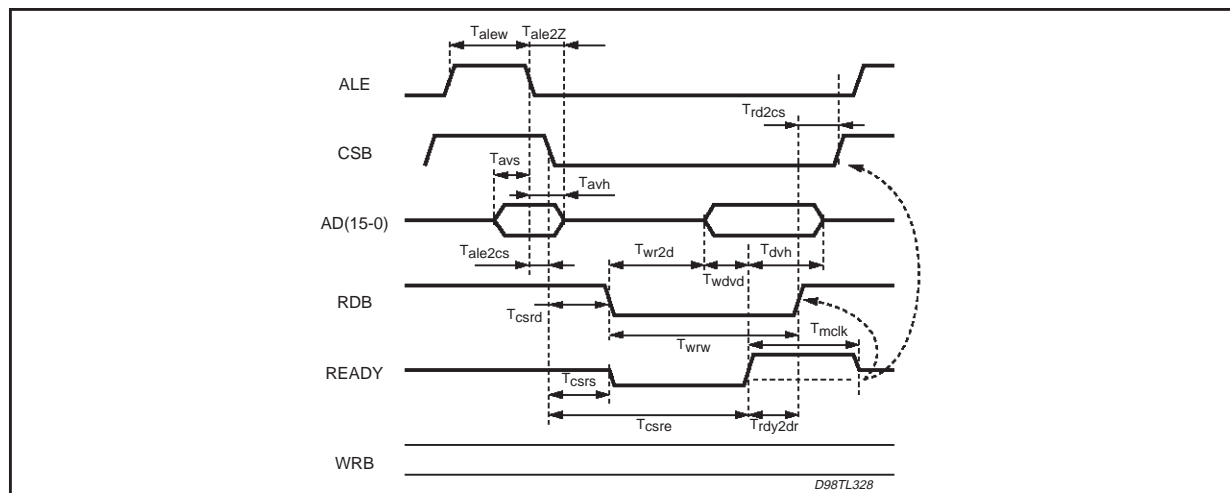 Talew
Tale2Z
ALE
Trd2cs
CSB
Tavs
Tavh
AD(15-0)
Tale2cs
Twr2d
Tdvh
Twdvd
RDB
Tcsrd
Tmclk
Twrw
READY
Tcsrs
Tcsre
Trdy2dr
WRB
D98TL328